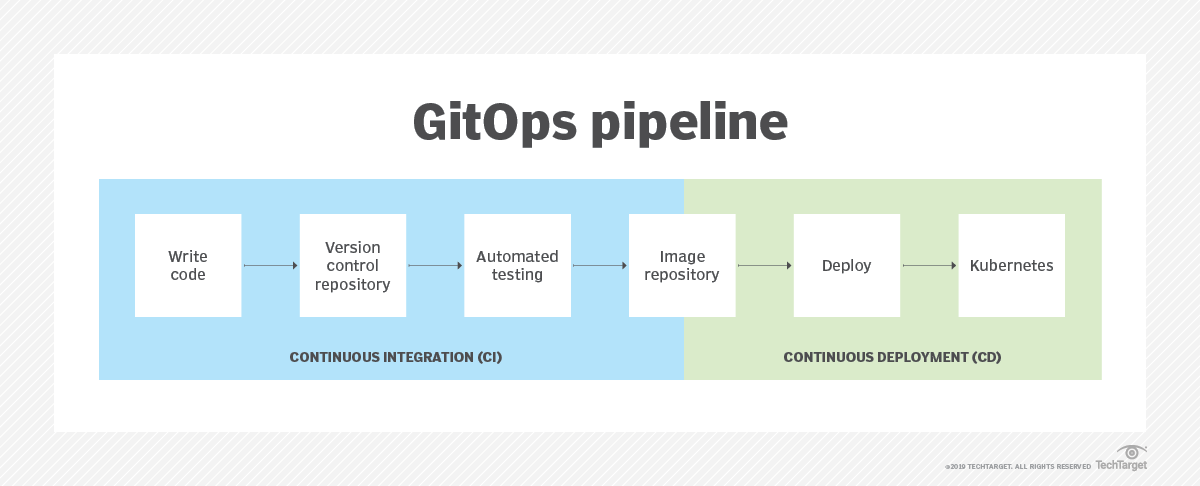 GitOps pipeline
Write
code
Version
control
repository
Automated
testing
Image
repository
Deploy
Kubernetes
CONTINUOUS INTEGRATION (CI)
CONTINUOUS DEPLOYMENT (CD)
©2019 TECHTARGET. ALL RIGHTS RESERVED
TechTarget